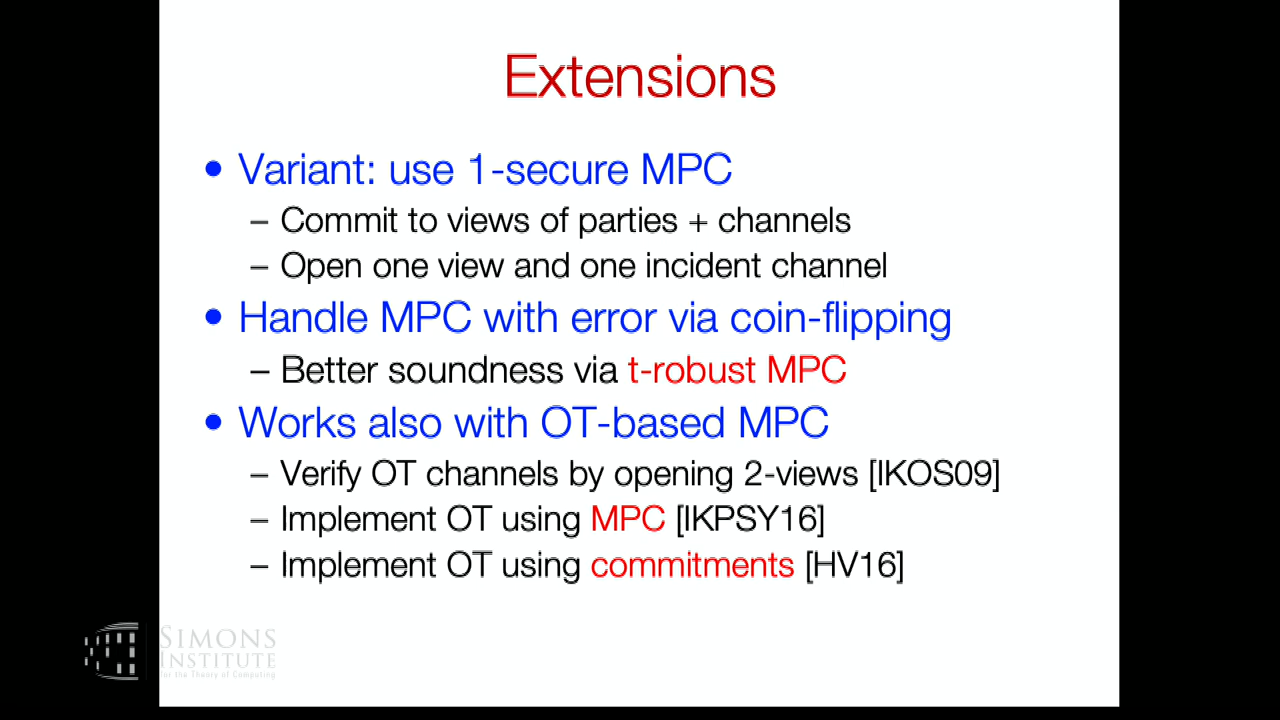 Extensions
• Variant: use 1-secure MPC
– Commit to views of parties + channels
– Open one view and one incident channel
• Handle MPC with error via coin-flipping
– Better soundness via t-robust MPC
• Works also with OT-based MPC
– Verify OT channels by opening 2-views [IKOS09]
– Implement OT using MPC [IKPSY16]
– Implement OT using commitments [HV16]
SIMONS
INSTITUTE
for the Theory of Computing